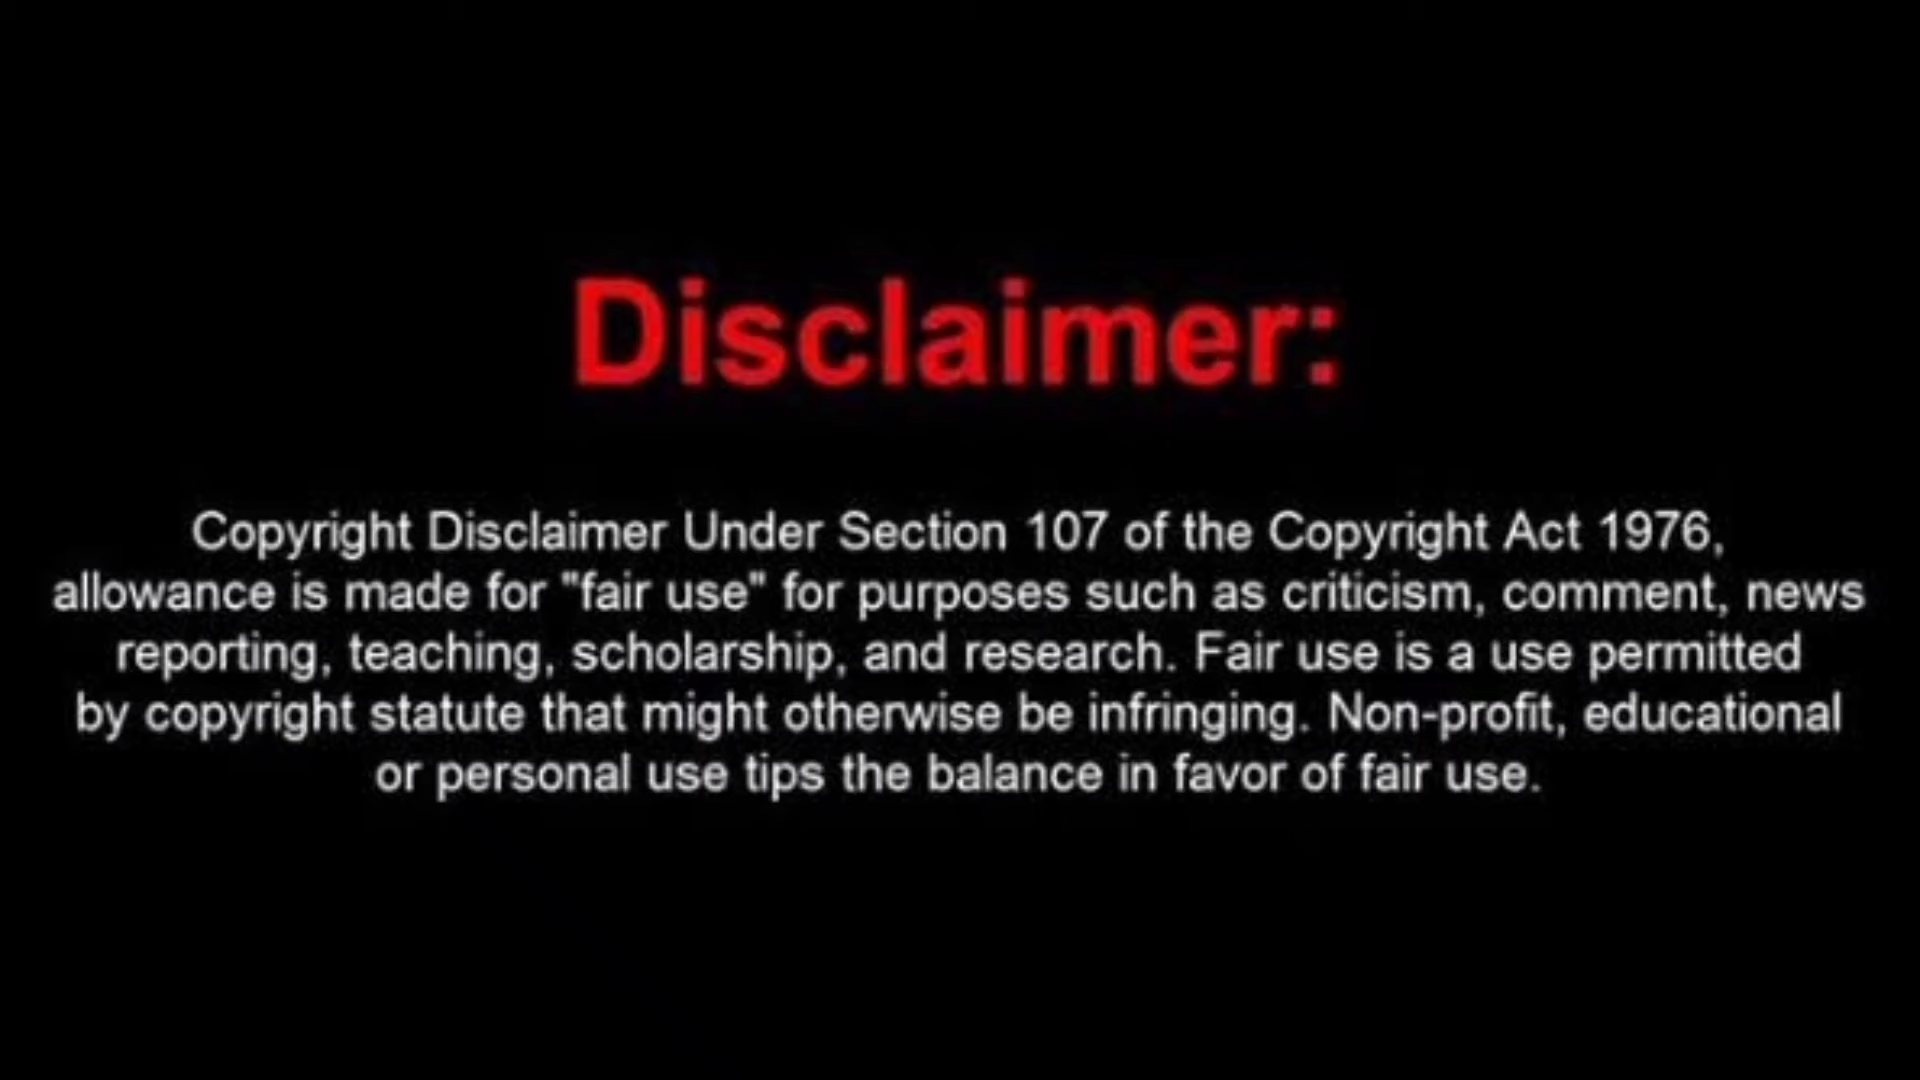 Disclaimer:
Copyright Disclaimer Under Section 107 of the Copyright Act 1976,
allowance is made for "fair use" for purposes such as criticism, comment, news
reporting, teaching, scholarship, and research. Fair use is a use permitted
by copyright statute that might otherwise be infringing. Non-profit, educational
or personal use tips the balance in favor of fair use.